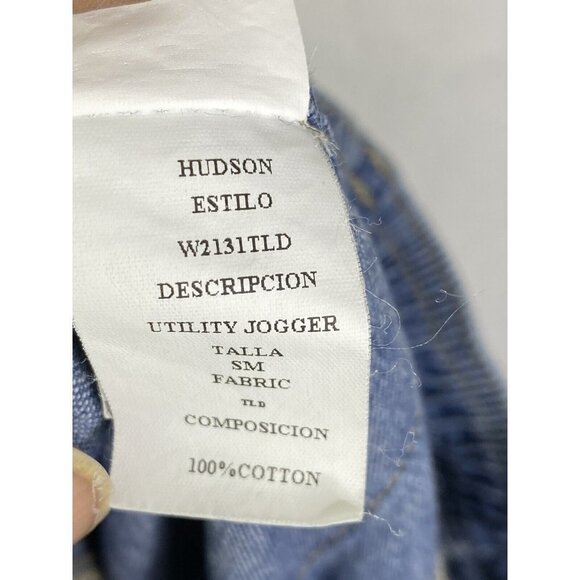 HUDSON
ESTILO
W2131TLD
DESCRIPCION
UTILITY JOGGER
TALLA
SM
FABRIC
TLD
COMPOSICION
100%COTTON